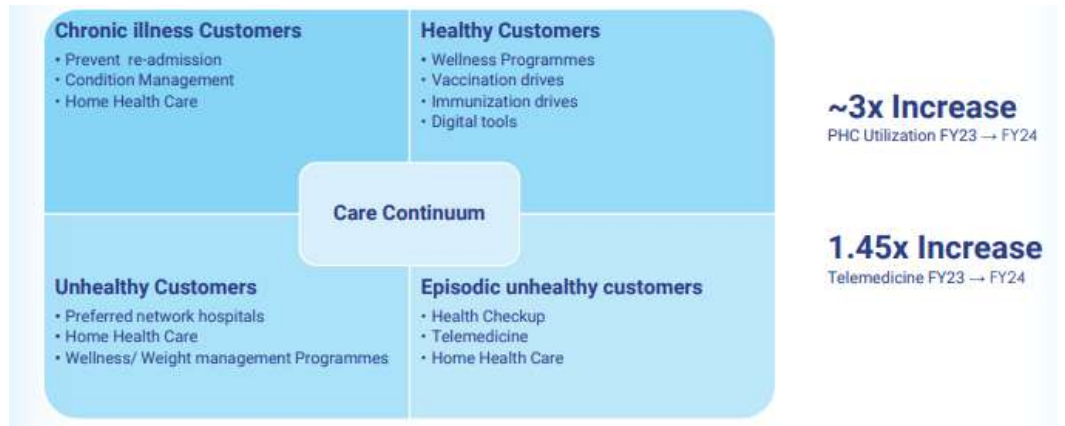 Chronic illness Customers
• Prevent re-admission
• Condition Management
• Home Health Care
Healthy Customers
• Wellness Programmes
• Vaccination drives
• Immunization drives
• Digital tools
Care Continuum
Unhealthy Customers
• Preferred network hospitals
• Home Health Care
• Wellness/ Weight management Programmes
Episodic unhealthy customers
• Health Checkup
• Telemedicine
• Home Health Care
~3x Increase
PHC Utilization FY23 → FY24
1.45x Increase
Telemedicine FY23 → FY24